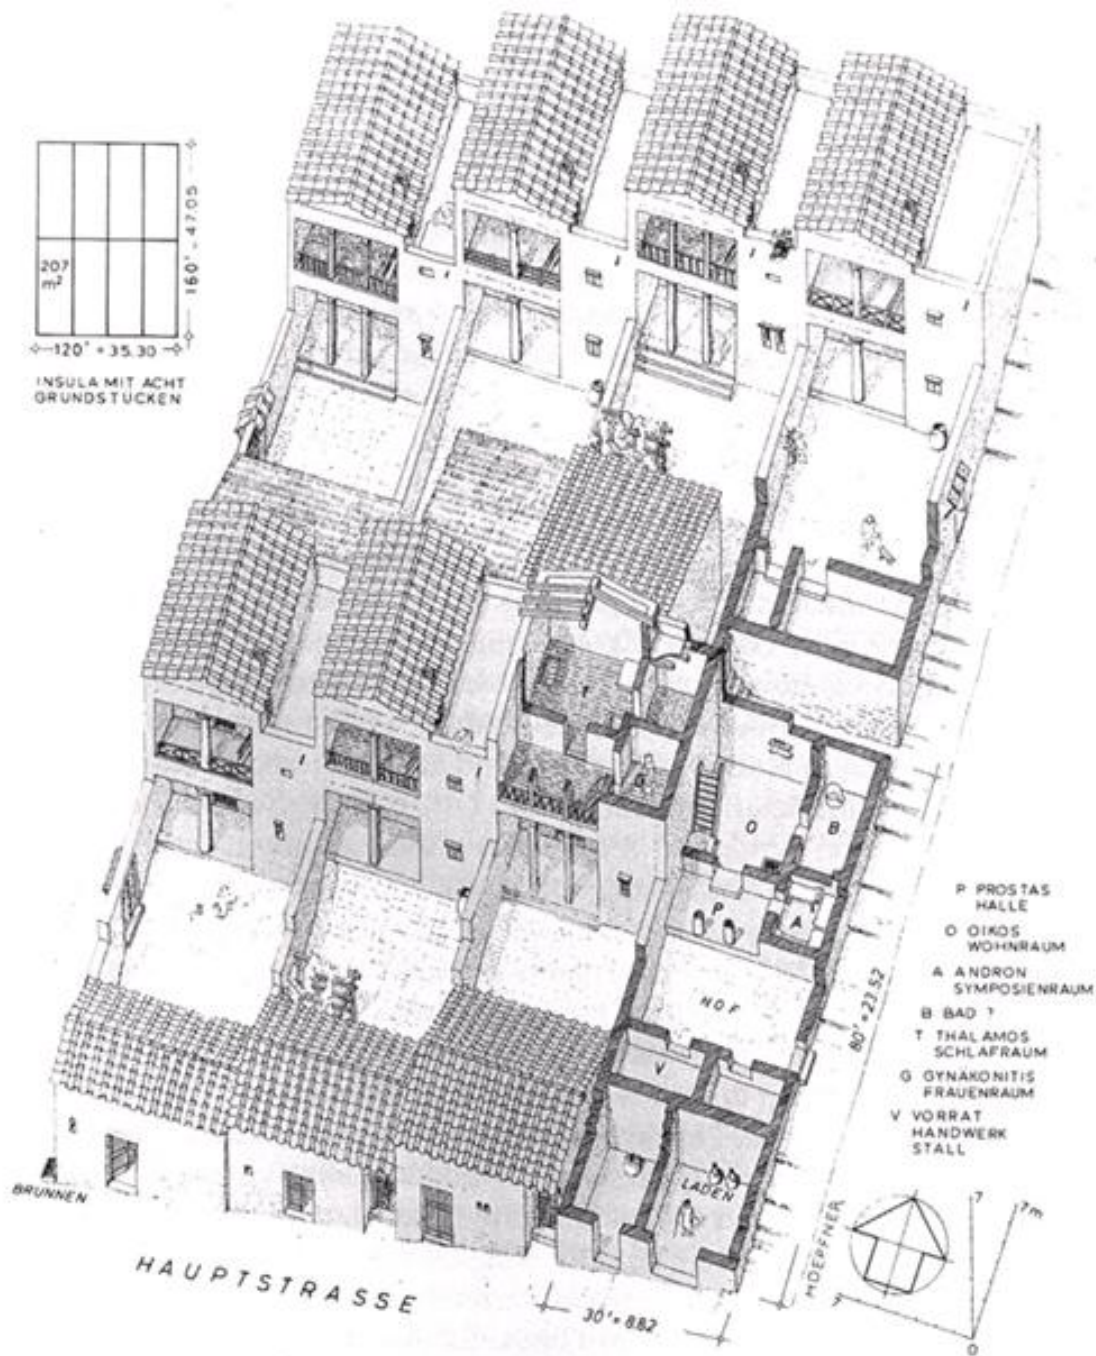 207
m²
160' = 47.05
120' = 35.30
INSULA MIT ACHT
GRUNDSTÜCKEN
T
G
O
B
P
A
HOF
V
LADEN
P PROSTAS
HALLE
O OIKOS
WOHNRAUM
A ANDRON
SYMPOSIENRAUM
B BAD ?
T THALAMOS
SCHLAFRAUM
G GYNAKONITIS
FRAUENRAUM
V VORRAT
HANDWERK
STALL
80' = 23.52
BRUNNEN
HAUPTSTRASSE
30' = 8.82
HOEPFNER
7
7m
7
0